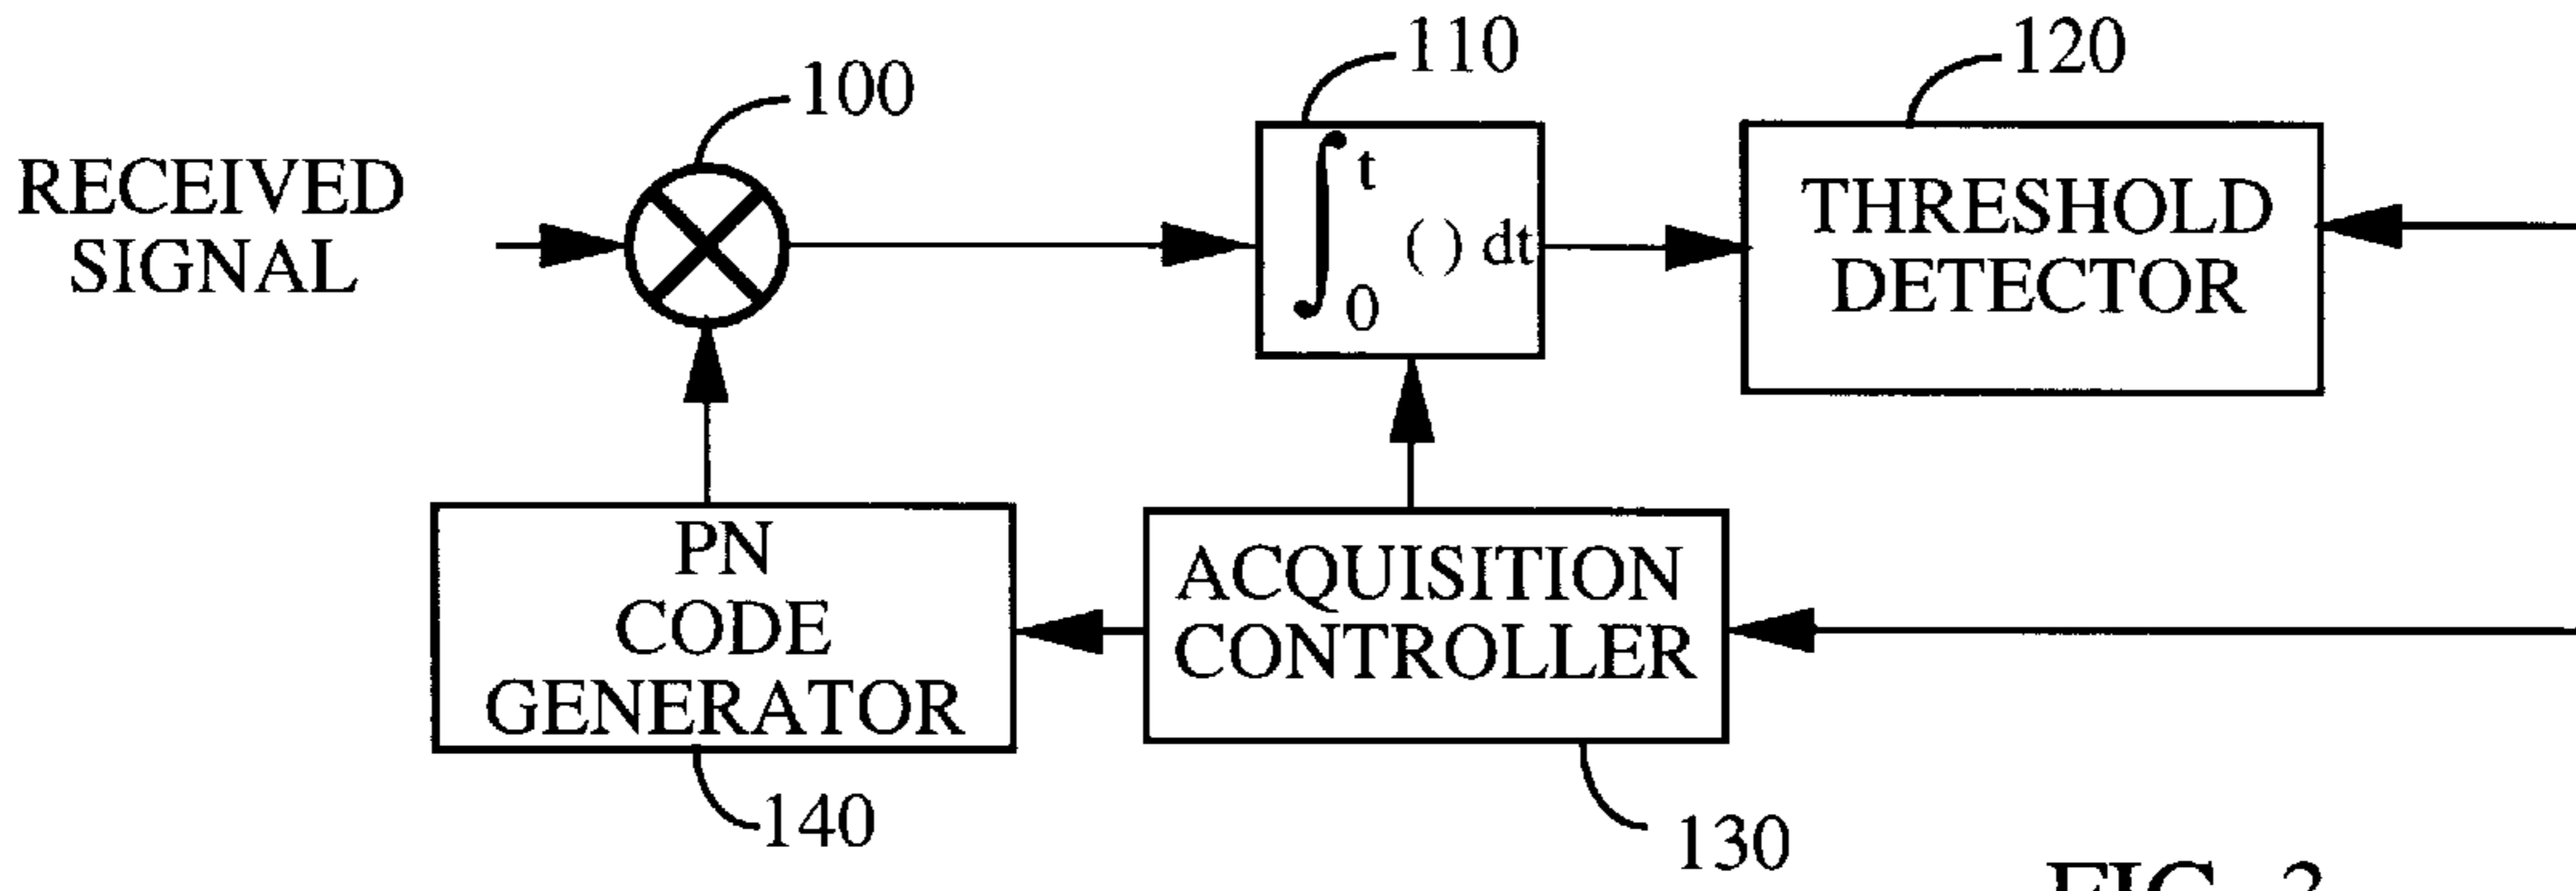 100
110
120
RECEIVED
SIGNAL
∫
t
0
( ) dt
THRESHOLD
DETECTOR
PN
CODE
GENERATOR
ACQUISITION
CONTROLLER
140
130